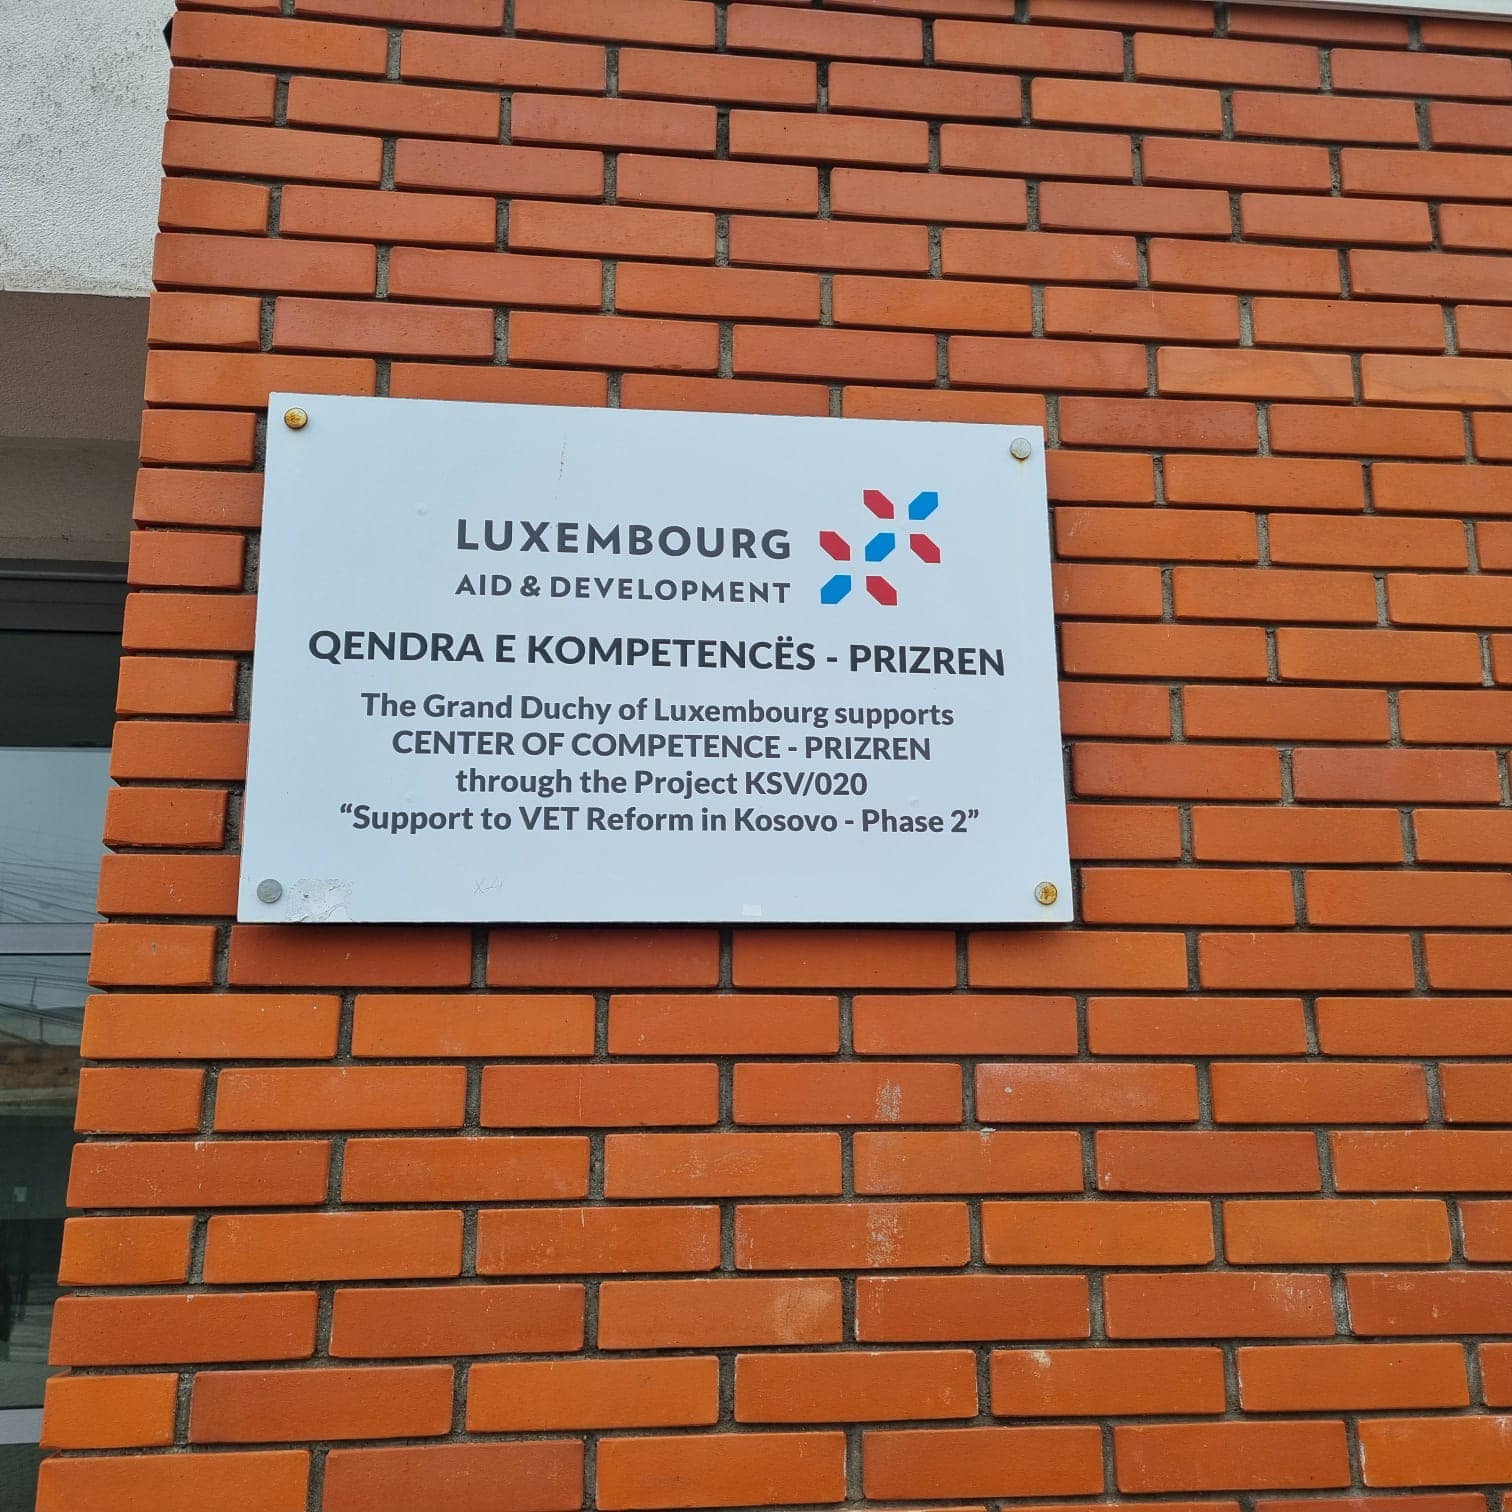 LUXEMBOURG
AID & DEVELOPMENT
QENDRA E KOMPETENCËS - PRIZREN
The Grand Duchy of Luxembourg supports
CENTER OF COMPETENCE - PRIZREN
through the Project KSV/020
“Support to VET Reform in Kosovo - Phase 2”